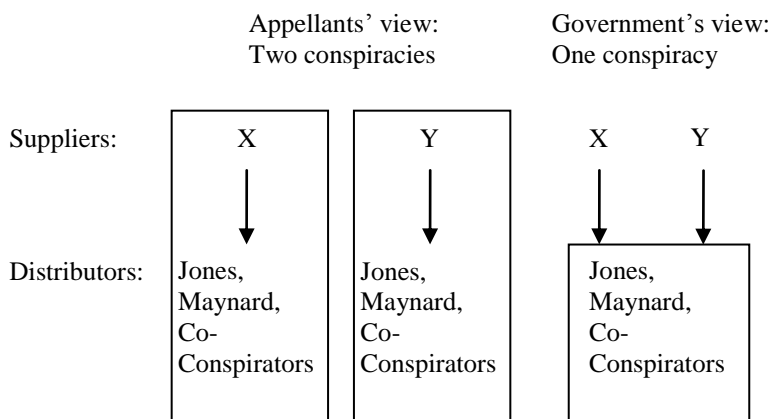 Appellants’ view: Government’s view:
Two conspiracies One conspiracy
Suppliers: X Y X Y
Distributors: Jones, Jones, Jones,
Maynard, Maynard, Maynard,
Co- Co- Co-
Conspirators Conspirators Conspirators